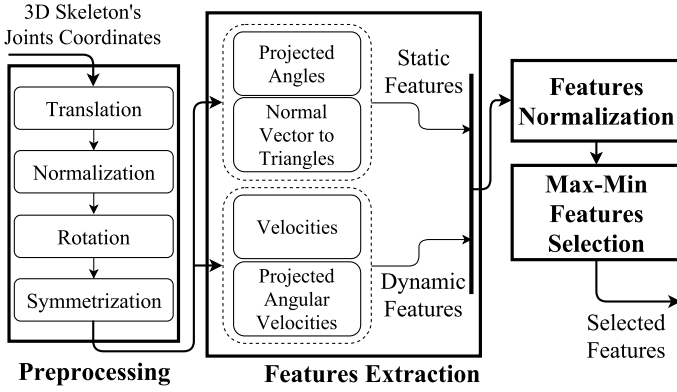 3D Skeleton's
Joints Coordinates
Translation
Normalization
Rotation
Symmetrization
Preprocessing
Projected
Angles
Normal
Vector to
Triangles
Velocities
Projected
Angular
Velocities
Static
Features
Dynamic
Features
Features Extraction
Features
Normalization
Max-Min
Features
Selection
Selected
Features